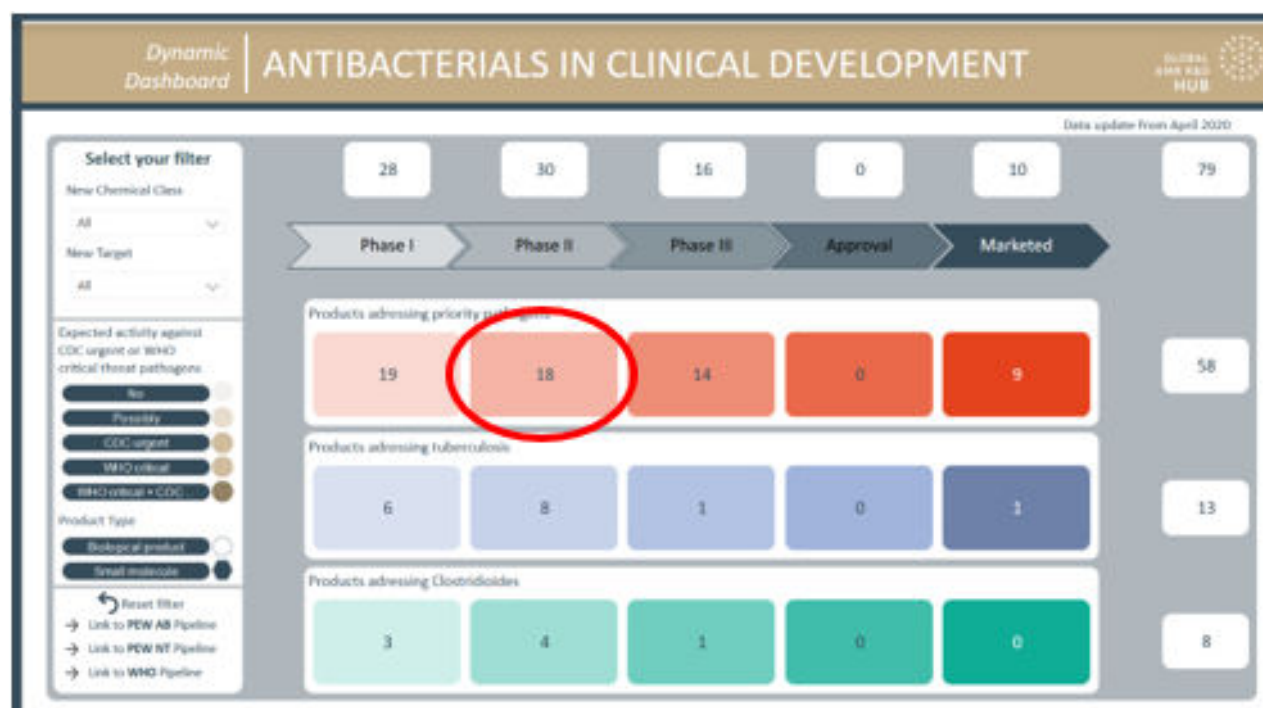 Dynamic
Dashboard
ANTIBACTERIALS IN CLINICAL DEVELOPMENT
GLOBAL
AMR R&D
HUB
Data update from April 2020
Select your filter
New Chemical Class
All
New Target
All
Expected activity against
CDC urgent or WHO
critical threat pathogens
No
Possibly
CDC urgent
WHO critical
WHO critical + CDC
Product Type
Biological product
Small molecule
Reset filter
Link to PEW AB Pipeline
Link to PEW NT Pipeline
Link to WHO Pipeline
28 30 16 0 10 79
Phase I Phase II Phase III Approval Marketed
Products adressing priority pathogens
19 18 14 0 9 58
Products adressing tuberculosis
6 8 1 0 1 13
Products adressing Clostridioides
3 4 1 0 0 8